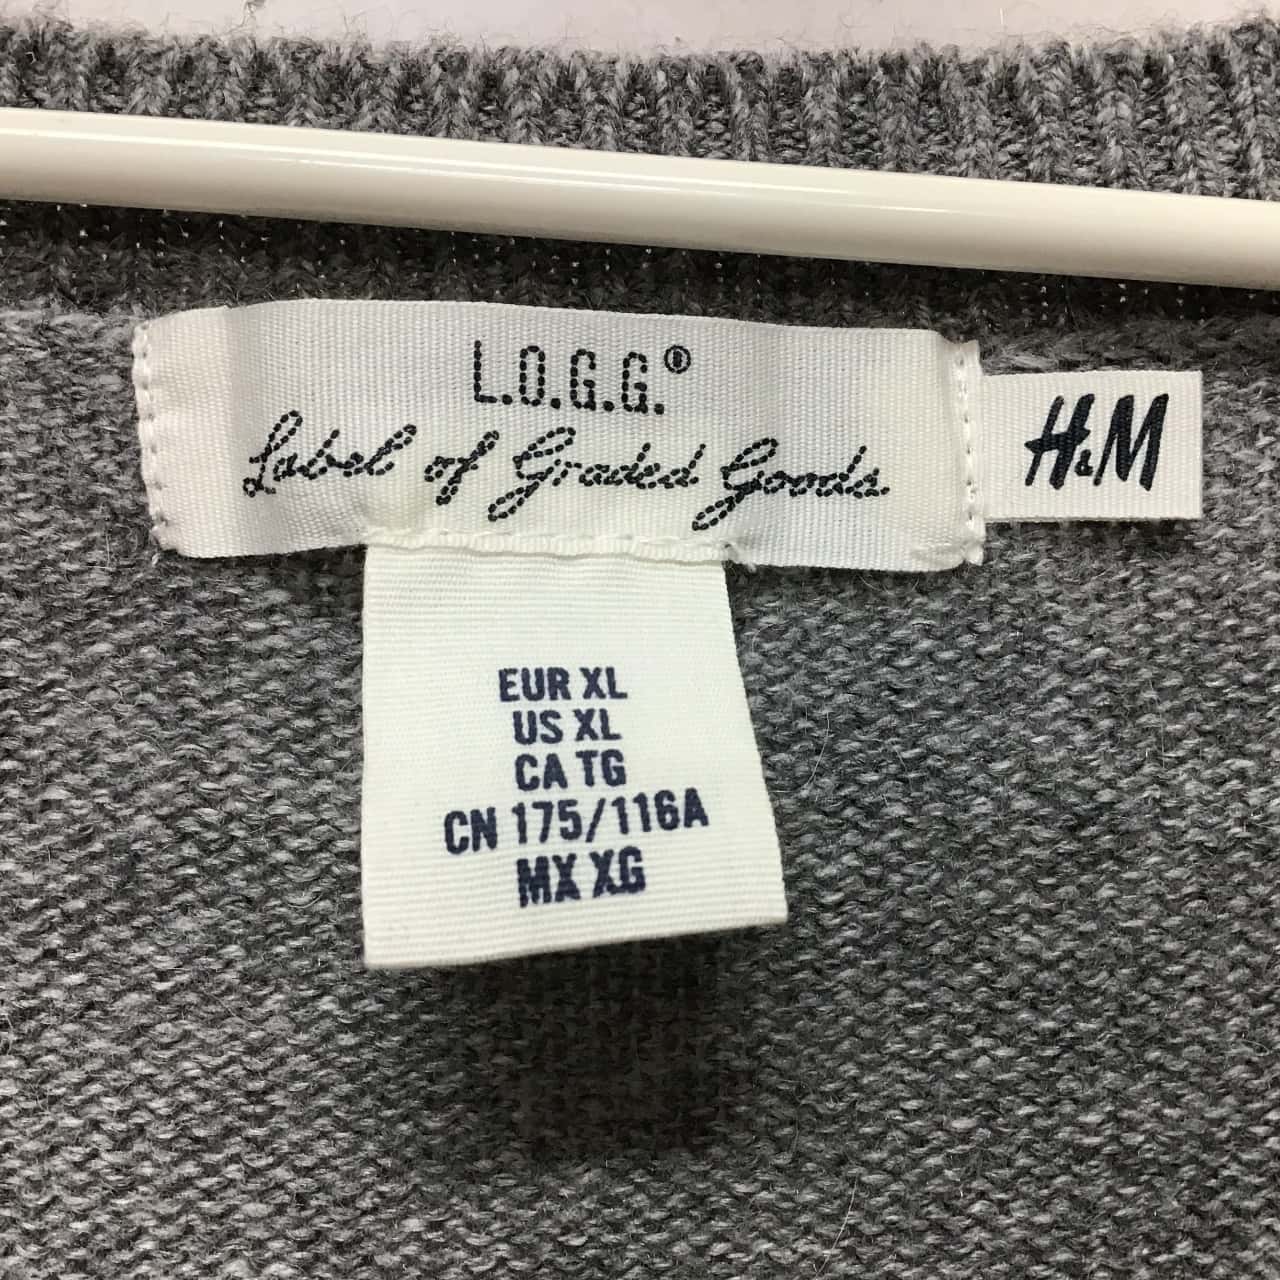 L.O.G.G.®
Label of Graded Goods
H&M
EUR XL
US XL
CA TG
CN 175/116A
MX XG